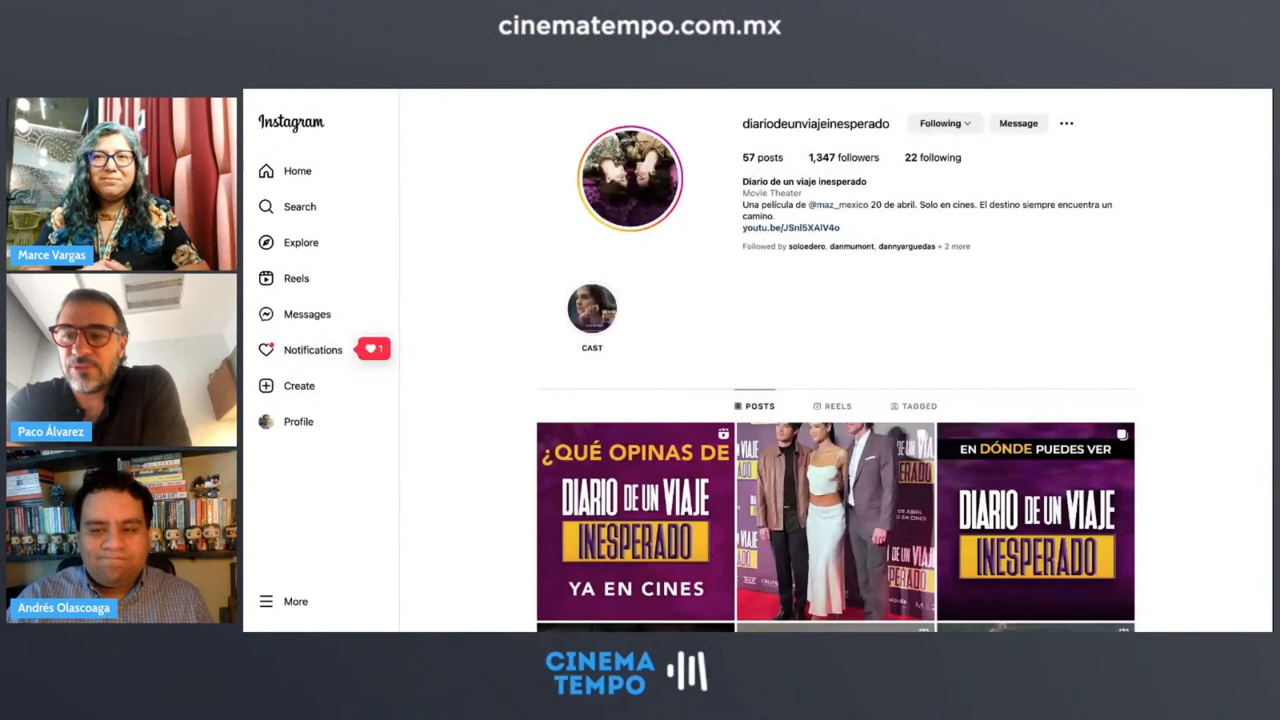 cinematempo.com.mx
Marce Vargas
Paco Álvarez
Andrés Olascoaga
Instagram
Home
Search
Explore
Reels
Messages
Notifications
1
Create
Profile
More
diariodeunviajeinesperado
Following
Message
57 posts 1,347 followers 22 following
Diario de un viaje inesperado
Movie Theater
Una película de @maz_mexico 20 de abril. Solo en cines. El destino siempre encuentra un
camino.
youtu.be/JSnl5XAlV4o
Followed by soloedero, danmumont, dannyarguedas + 2 more
CAST
POSTS REELS TAGGED
¿QUÉ OPINAS DE
DIARIO DE UN VIAJE
INESPERADO
YA EN CINES
EN DÓNDE PUEDES VER
DIARIO DE UN VIAJE
INESPERADO
CINEMA
TEMPO